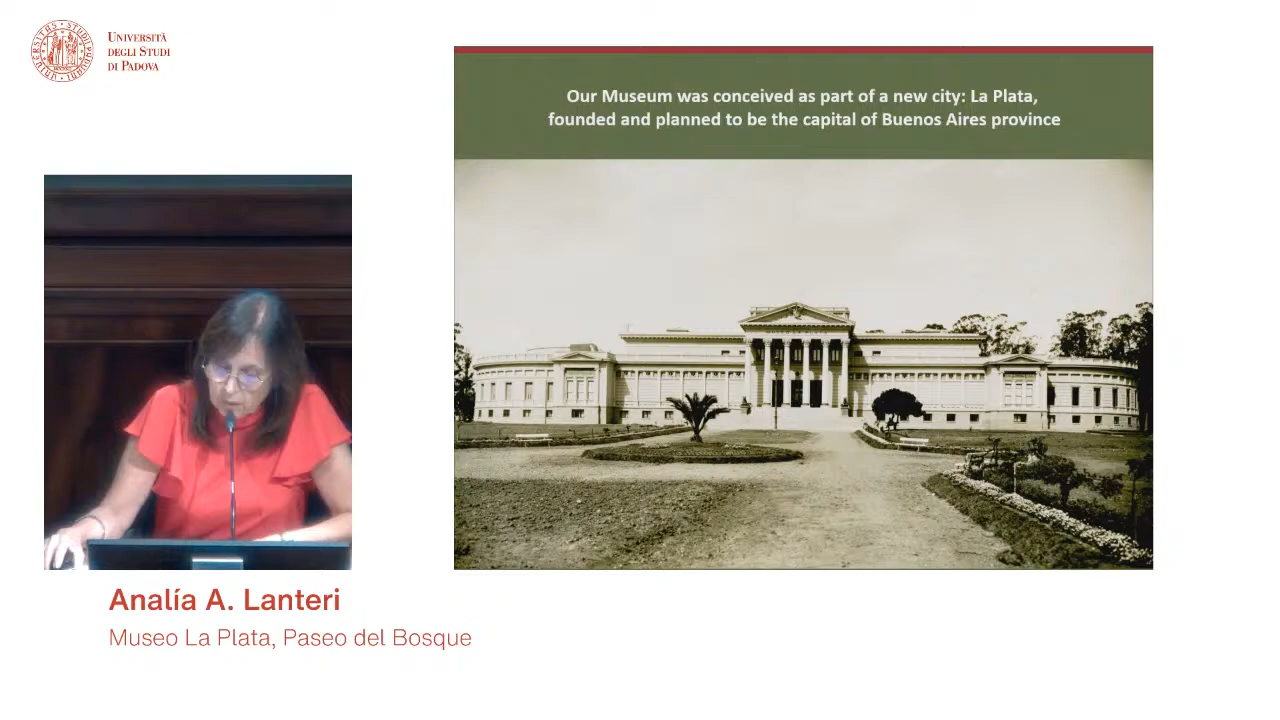 Università
degli Studi
di Padova
Our Museum was conceived as part of a new city: La Plata,
founded and planned to be the capital of Buenos Aires province
Analía A. Lanteri
Museo La Plata, Paseo del Bosque